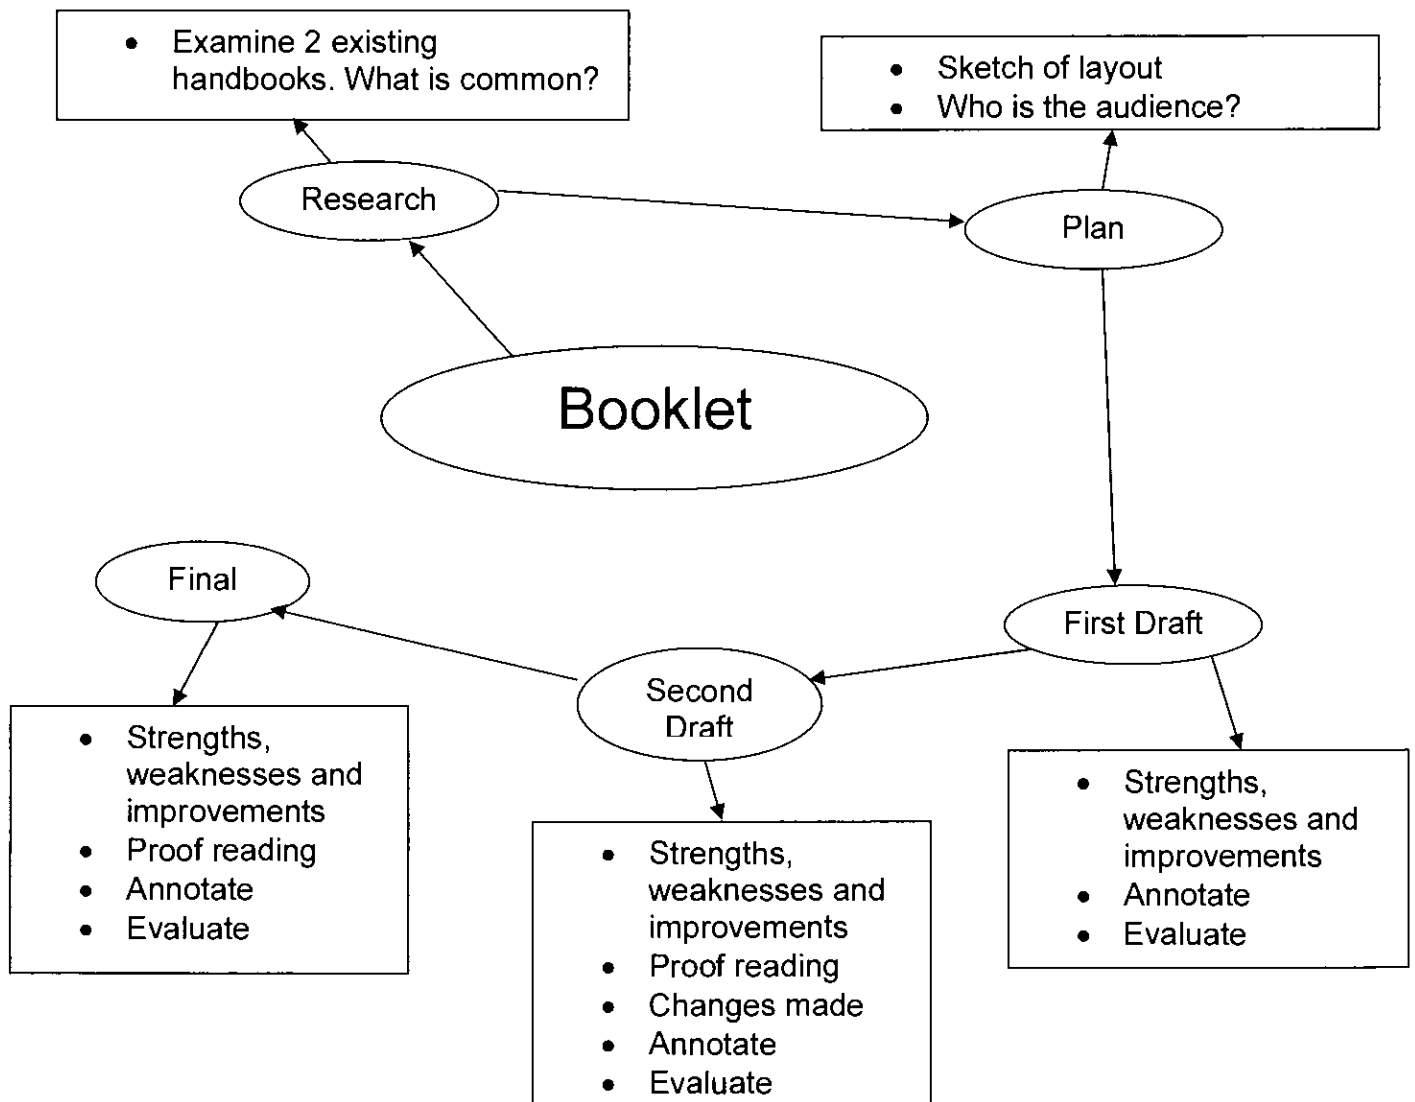 • Examine 2 existing
handbooks. What is common?
• Sketch of layout
• Who is the audience?
Research
Plan
Booklet
Final
First Draft
Second
Draft
• Strengths,
weaknesses and
improvements
• Proof reading
• Annotate
• Evaluate
• Strengths,
weaknesses and
improvements
• Proof reading
• Changes made
• Annotate
• Evaluate
• Strengths,
weaknesses and
improvements
• Annotate
• Evaluate